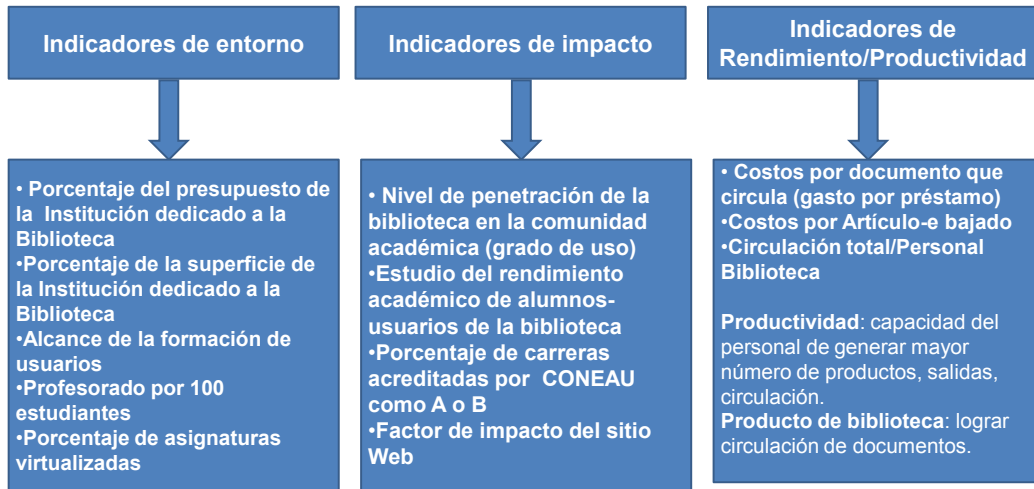 Indicadores de entorno
• Porcentaje del presupuesto de
la Institución dedicado a la
Biblioteca
•Porcentaje de la superficie de
la Institución dedicado a la
Biblioteca
•Alcance de la formación de
usuarios
•Profesorado por 100
estudiantes
•Porcentaje de asignaturas
virtualizadas
Indicadores de impacto
• Nivel de penetración de la
biblioteca en la comunidad
académica (grado de uso)
•Estudio del rendimiento
académico de alumnos-
usuarios de la biblioteca
•Porcentaje de carreras
acreditadas por CONEAU
como A o B
•Factor de impacto del sitio
Web
Indicadores de
Rendimiento/Productividad
• Costos por documento que
circula (gasto por préstamo)
•Costos por Artículo-e bajado
•Circulación total/Personal
Biblioteca
Productividad: capacidad del
personal de generar mayor
número de productos, salidas,
circulación.
Producto de biblioteca: lograr
circulación de documentos.